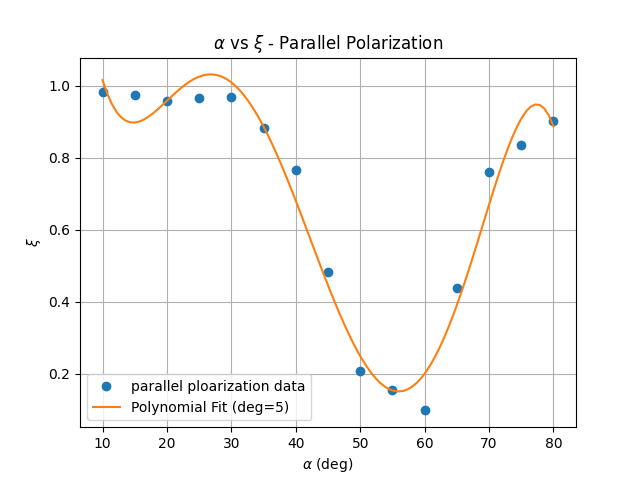 α vs ξ - Parallel Polarization
1.0
0.8
0.6
0.4
0.2
ξ
parallel ploarization data
Polynomial Fit (deg=5)
10 20 30 40 50 60 70 80
α (deg)